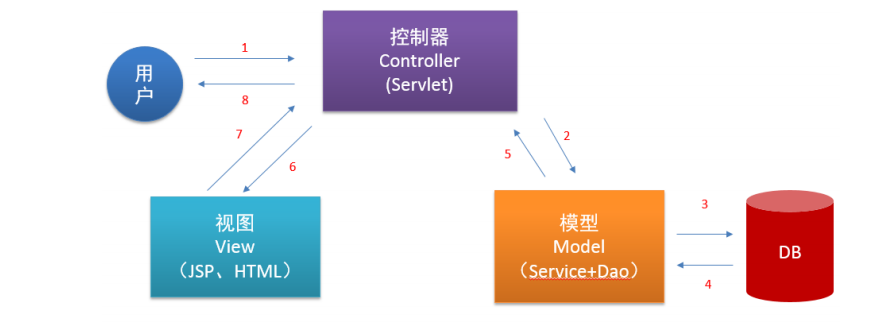 控制器
Controller
(Servlet)
用
户
1
8
7
6
2
5
视图
View
（JSP、HTML）
模型
Model
（Service+Dao）
3
4
DB